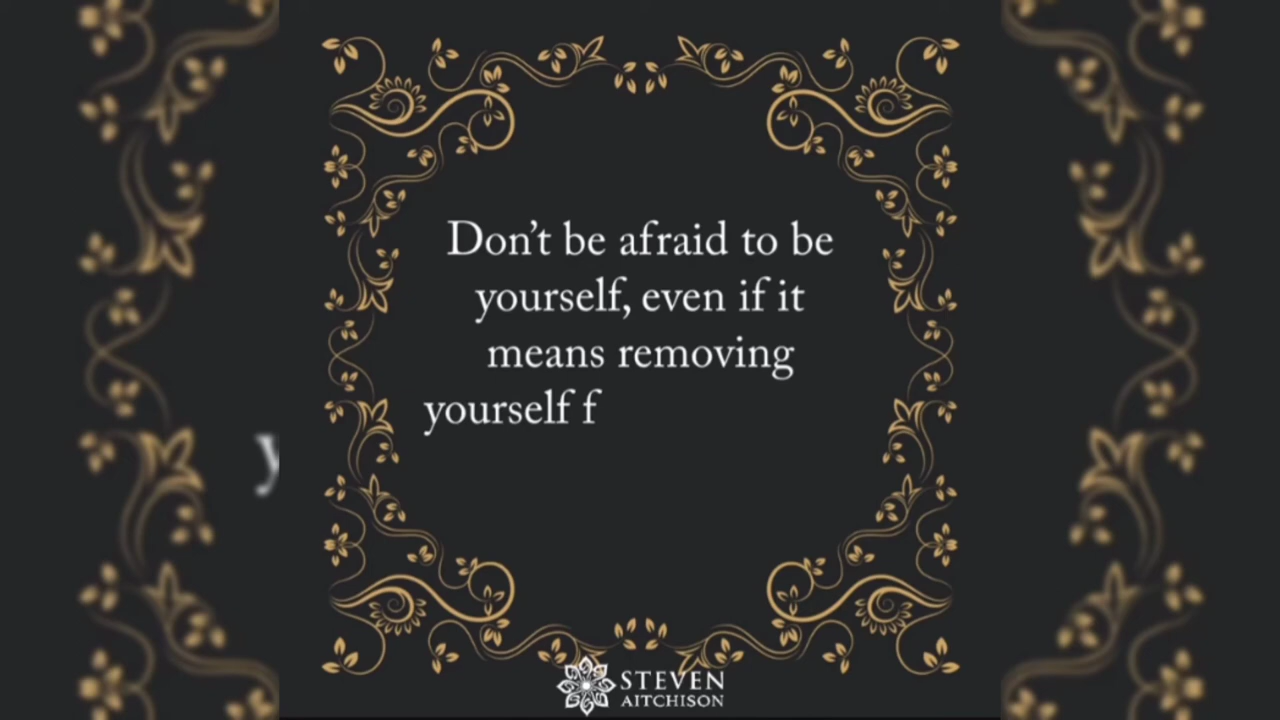 Don’t be afraid to be
yourself, even if it
means removing
yourself f
STEVEN
AITCHISON